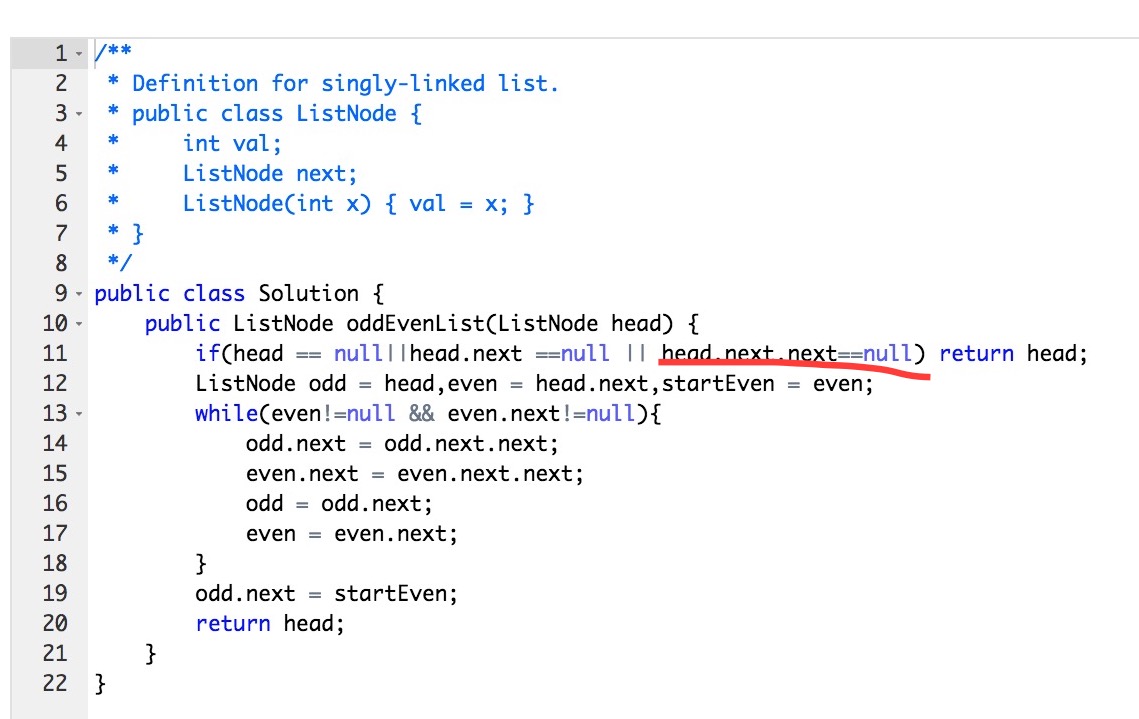 1 /**
2 * Definition for singly-linked list.
3 * public class ListNode {
4 *     int val;
5 *     ListNode next;
6 *     ListNode(int x) { val = x; }
7 * }
8 */
9 public class Solution {
10     public ListNode oddEvenList(ListNode head) {
11         if(head == null||head.next ==null || head.next.next==null) return head;
12         ListNode odd = head,even = head.next,startEven = even;
13         while(even!=null && even.next!=null){
14             odd.next = odd.next.next;
15             even.next = even.next.next;
16             odd = odd.next;
17             even = even.next;
18         }
19         odd.next = startEven;
20         return head;
21     }
22 }